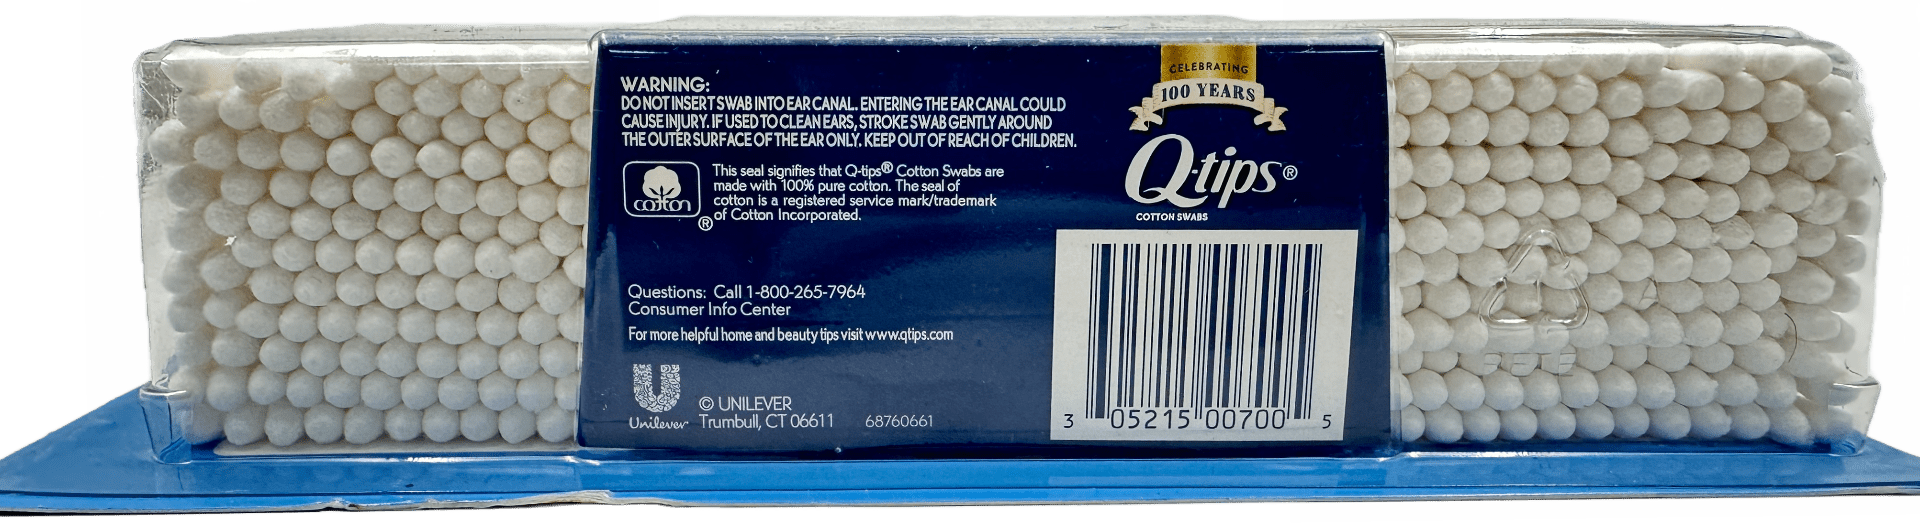 WARNING:
DO NOT INSERT SWAB INTO EAR CANAL. ENTERING THE EAR CANAL COULD
CAUSE INJURY. IF USED TO CLEAN EARS, STROKE SWAB GENTLY AROUND
THE OUTER SURFACE OF THE EAR ONLY. KEEP OUT OF REACH OF CHILDREN.
cotton
®
This seal signifies that Q-tips® Cotton Swabs are
made with 100% pure cotton. The seal of
cotton is a registered service mark/trademark
of Cotton Incorporated.
Questions: Call 1-800-265-7964
Consumer Info Center
For more helpful home and beauty tips visit www.qtips.com
Unilever
© UNILEVER
Trumbull, CT 06611 68760661
CELEBRATING
100 YEARS
Q-tips®
COTTON SWABS
3 05215 00700 5
A
PETE